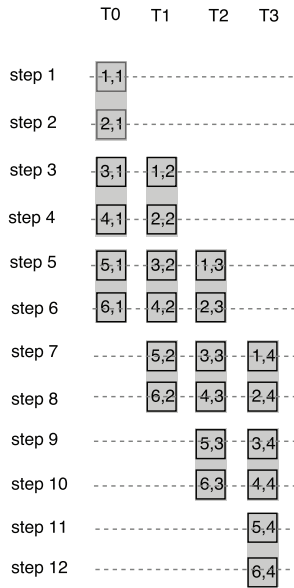 T0 T1 T2 T3
step 1 1,1
step 2 2,1
step 3 3,1 1,2
step 4 4,1 2,2
step 5 5,1 3,2 1,3
step 6 6,1 4,2 2,3
step 7 5,2 3,3 1,4
step 8 6,2 4,3 2,4
step 9 5,3 3,4
step 10 6,3 4,4
step 11 5,4
step 12 6,4